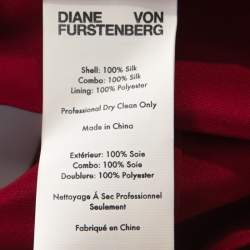 DIANE VON
FURSTENBERG
Shell: 100% Silk
Combo: 100% Silk
Lining: 100% Polyester
Professional Dry Clean Only
Made in China
Extérieur: 100% Soie
Combo: 100% Soie
Doublure: 100% Polyester
Nettoyage Á Sec Professionnel
Seulement
Fabriqué en Chine